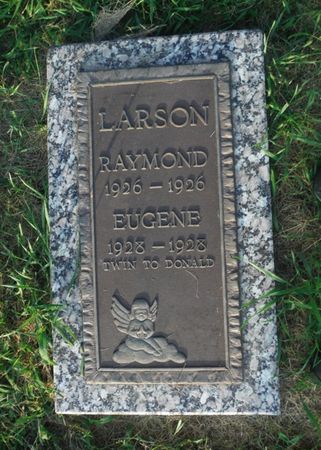 LARSON
RAYMOND
1926 – 1926
EUGENE
1928 – 1928
TWIN TO DONALD